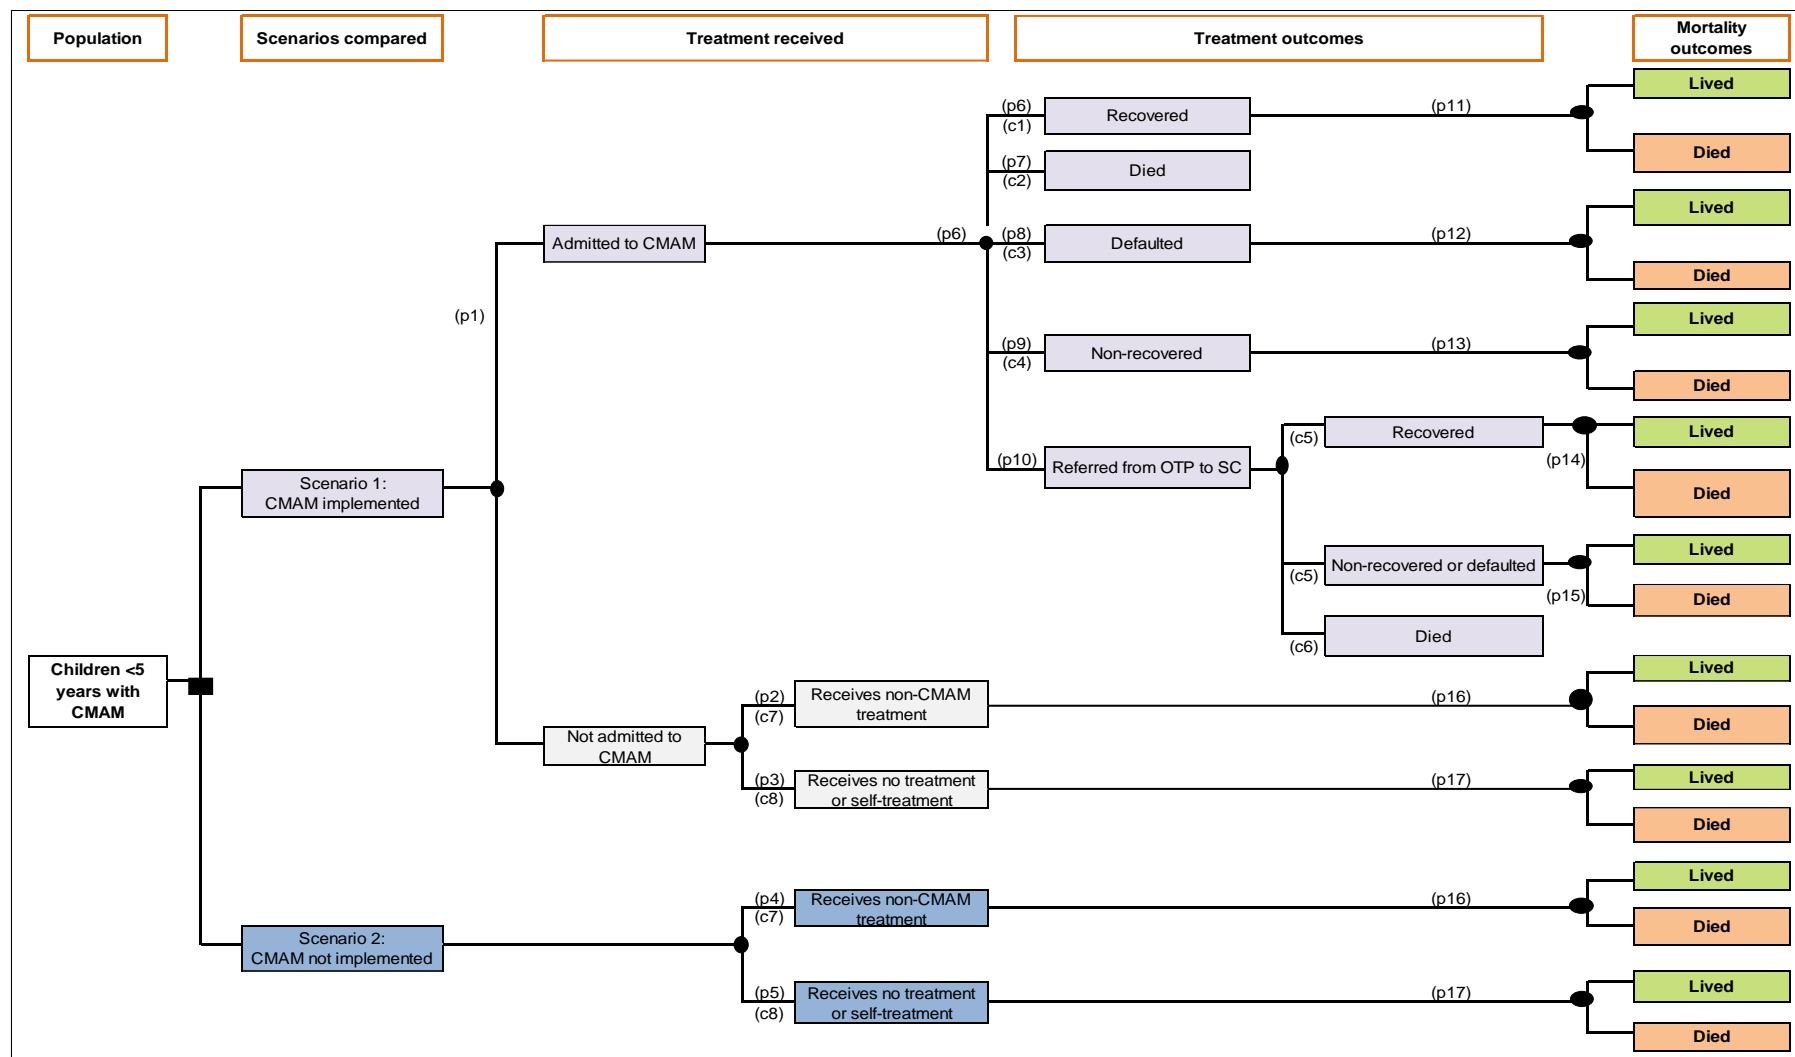 Population
Scenarios compared
Treatment received
Treatment outcomes
Mortality
outcomes
Lived
(p6)
(c1)
Recovered
(p11)
Died
(p7)
(c2)
Died
Lived
Admitted to CMAM
(p6)
(p8)
(c3)
Defaulted
(p12)
Died
(p1)
Lived
(p9)
(c4)
Non-recovered
(p13)
Died
(c5)
Recovered
Lived
(p10)
Referred from OTP to SC
(p14)
Scenario 1:
CMAM implemented
Died
Lived
(c5)
Non-recovered or defaulted
(p15)
Died
(c6)
Died
Children <5
years with
CMAM
Lived
(p2)
(c7)
Receives non-CMAM
treatment
(p16)
Died
Not admitted to
CMAM
Lived
(p3)
(c8)
Receives no treatment
or self-treatment
(p17)
Died
Lived
(p4)
(c7)
Receives non-CMAM
treatment
(p16)
Died
Scenario 2:
CMAM not implemented
Lived
(p5)
(c8)
Receives no treatment
or self-treatment
(p17)
Died